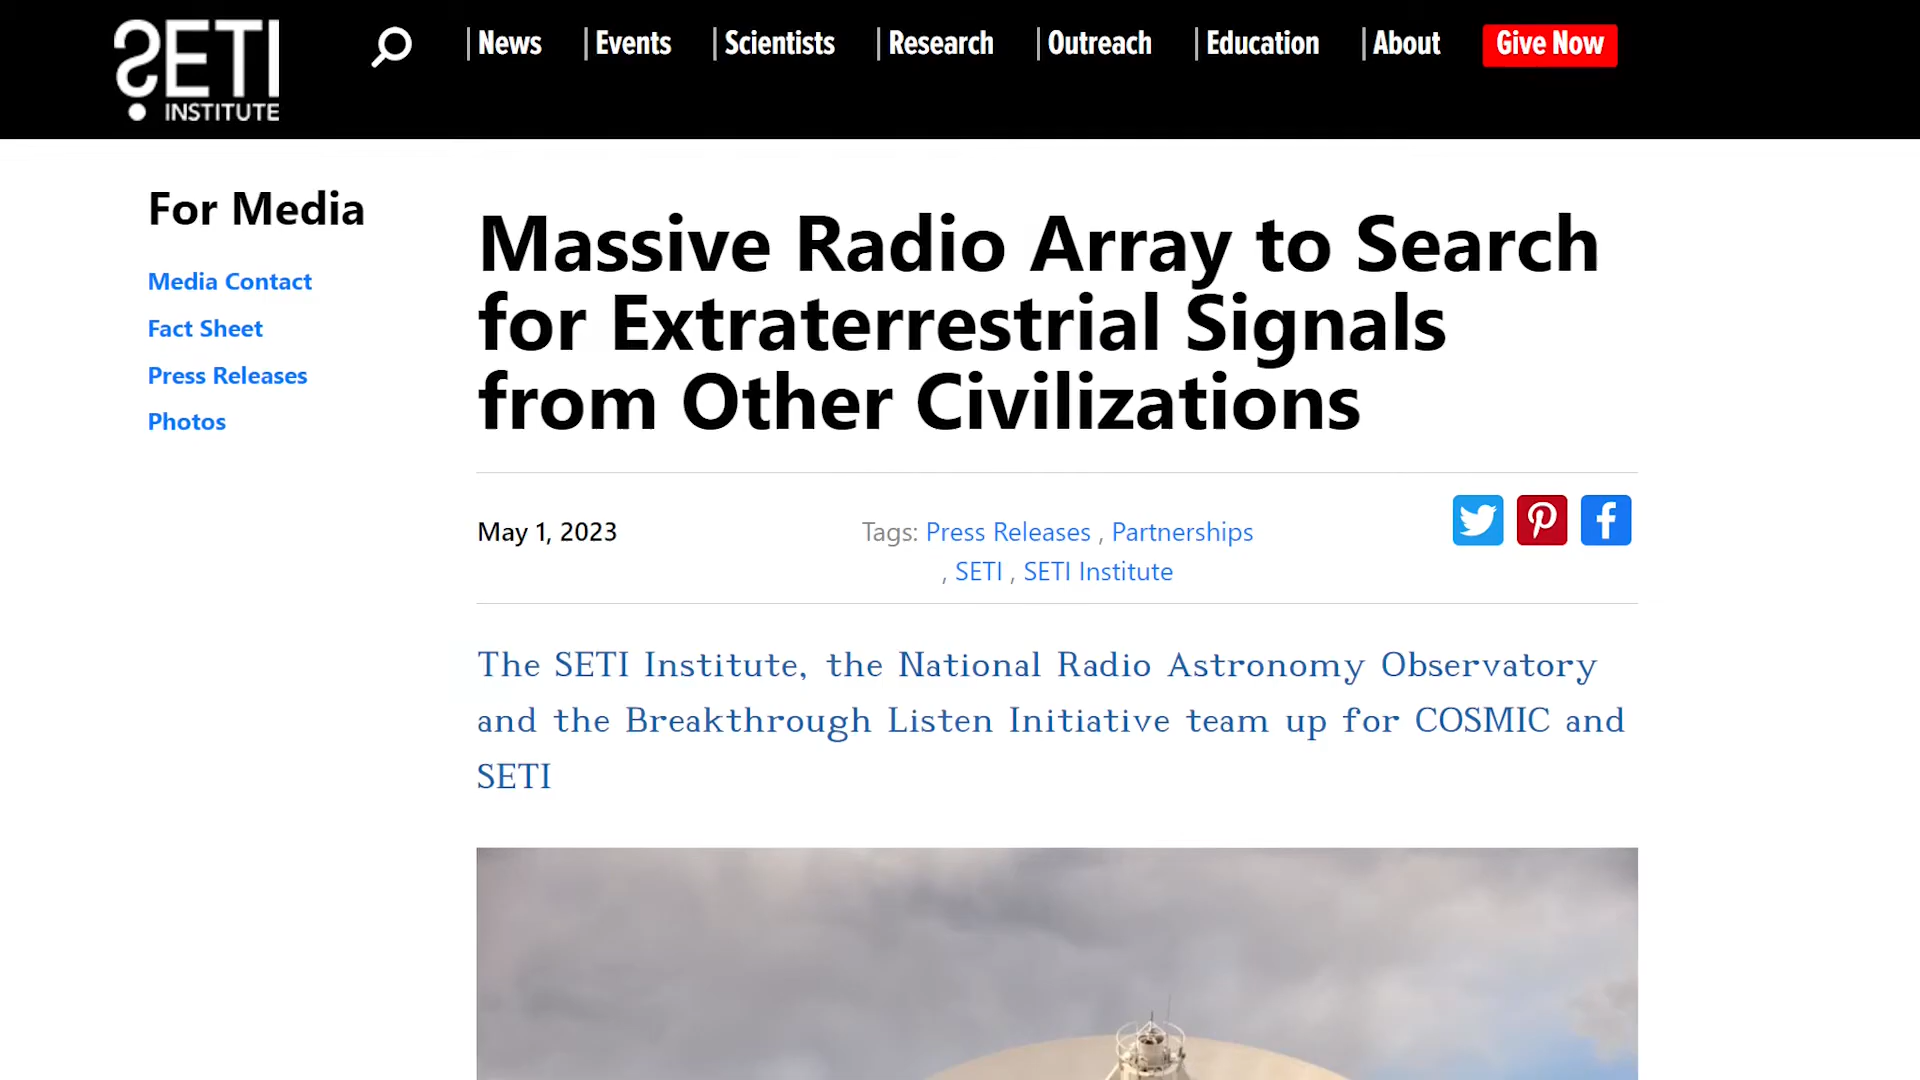 SETI
INSTITUTE
News
Events
Scientists
Research
Outreach
Education
About
Give Now
For Media
Media Contact
Fact Sheet
Press Releases
Photos
Massive Radio Array to Search
for Extraterrestrial Signals
from Other Civilizations
May 1, 2023
Tags: Press Releases , Partnerships
, SETI , SETI Institute
The SETI Institute, the National Radio Astronomy Observatory
and the Breakthrough Listen Initiative team up for COSMIC and
SETI